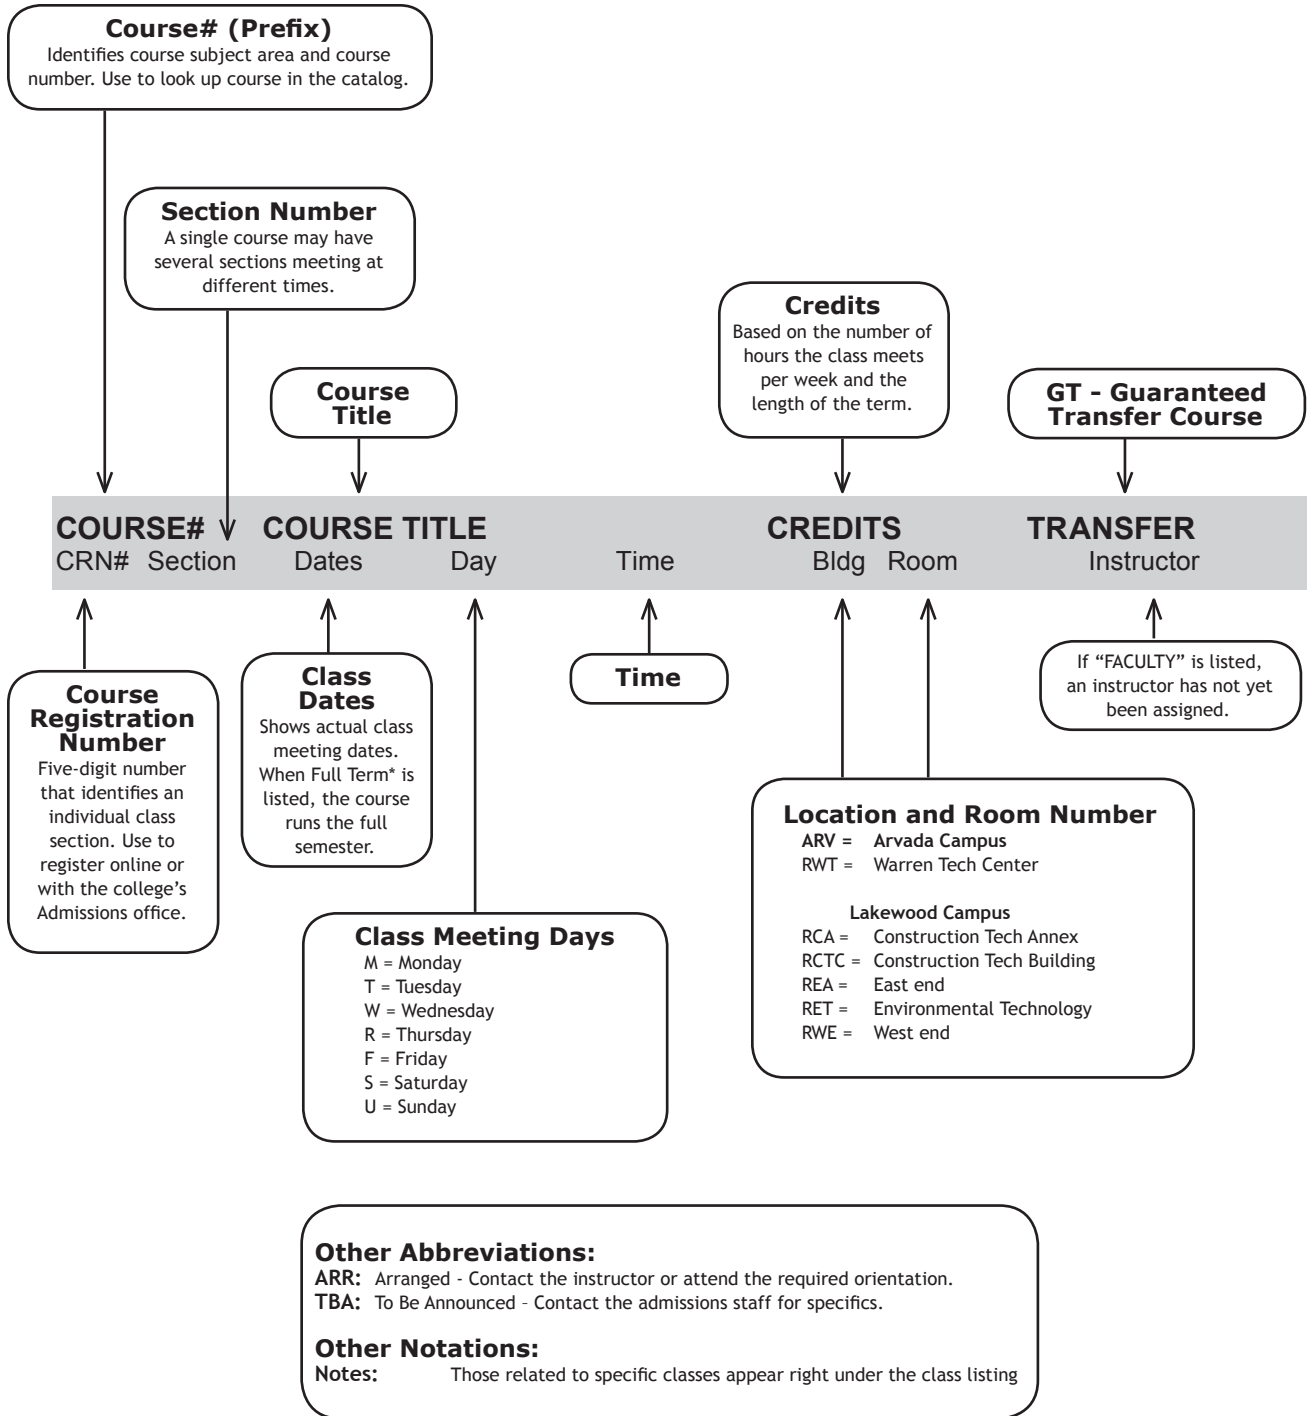 Course# (Prefix)
Identifies course subject area and course
number. Use to look up course in the catalog.
Section Number
A single course may have
several sections meeting at
different times.
Course
Title
Credits
Based on the number of
hours the class meets
per week and the
length of the term.
GT - Guaranteed
Transfer Course
COURSE# COURSE TITLE CREDITS TRANSFER
CRN# Section Dates Day Time Bldg Room Instructor
Course
Registration
Number
Five-digit number
that identifies an
individual class
section. Use to
register online or
with the college’s
Admissions office.
Class
Dates
Shows actual class
meeting dates.
When Full Term* is
listed, the course
runs the full
semester.
Time
If “FACULTY” is listed,
an instructor has not yet
been assigned.
Class Meeting Days
M = Monday
T = Tuesday
W = Wednesday
R = Thursday
F = Friday
S = Saturday
U = Sunday
Location and Room Number
ARV = Arvada Campus
RWT = Warren Tech Center
Lakewood Campus
RCA = Construction Tech Annex
RCTC = Construction Tech Building
REA = East end
RET = Environmental Technology
RWE = West end
Other Abbreviations:
ARR: Arranged - Contact the instructor or attend the required orientation.
TBA: To Be Announced – Contact the admissions staff for specifics.
Other Notations:
Notes: Those related to specific classes appear right under the class listing